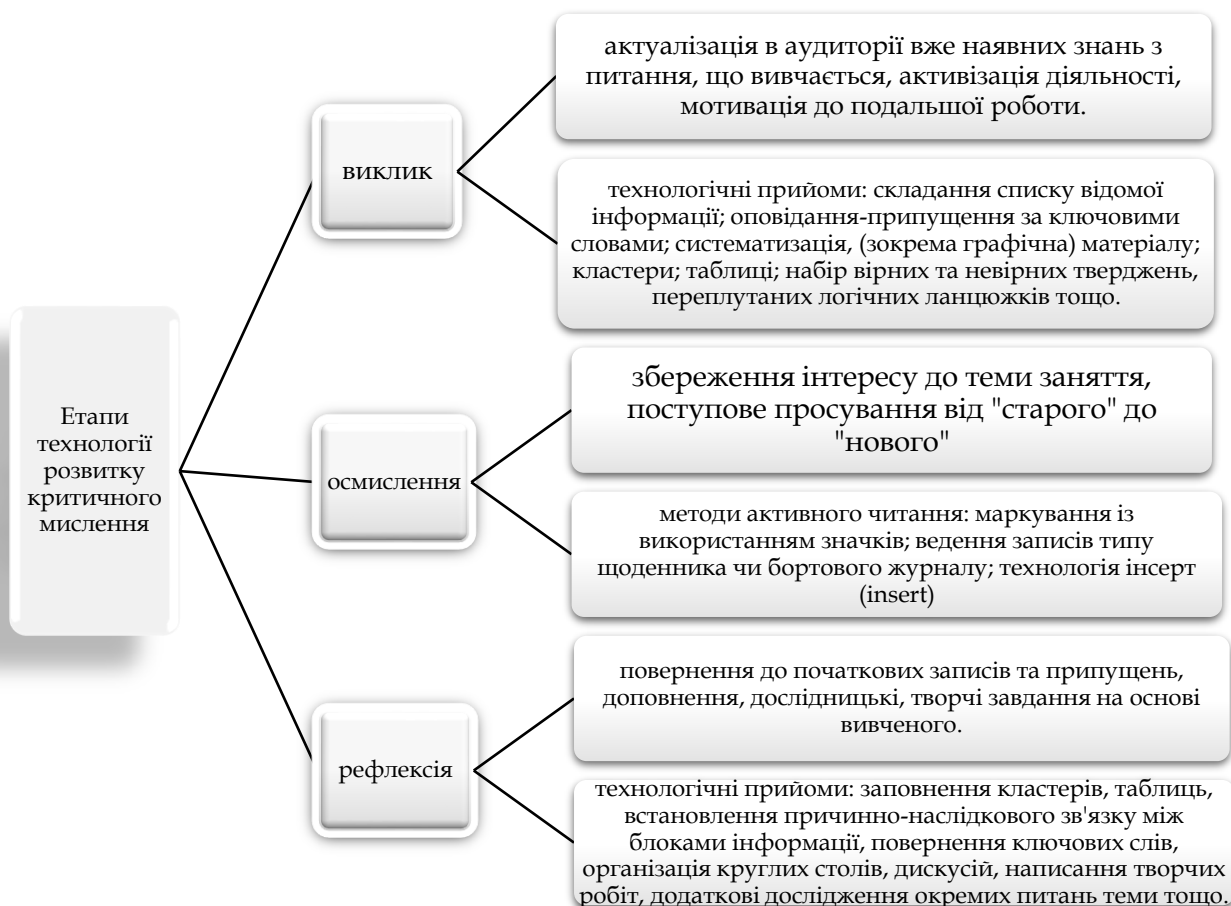 Етапи
технології
розвитку
критичного
мислення
виклик
актуалізація в аудиторії вже наявних знань з
питання, що вивчається, активізація діяльності,
мотивація до подальшої роботи.
технологічні прийоми: складання списку відомої
інформації; оповідання-припущення за ключовими
словами; систематизація, (зокрема графічна) матеріалу;
кластери; таблиці; набір вірних та невірних тверджень,
переплутаних логічних ланцюжків тощо.
осмислення
збереження інтересу до теми заняття,
поступове просування від "старого" до
"нового"
методи активного читання: маркування із
використанням значків; ведення записів типу
щоденника чи бортового журналу; технологія інсерт
(insert)
рефлексія
повернення до початкових записів та припущень,
доповнення, дослідницькі, творчі завдання на основі
вивченого.
технологічні прийоми: заповнення кластерів, таблиць,
встановлення причинно-наслідкового зв'язку між
блоками інформації, повернення ключових слів,
організація круглих столів, дискусій, написання творчих
робіт, додаткові дослідження окремих питань теми тощо.